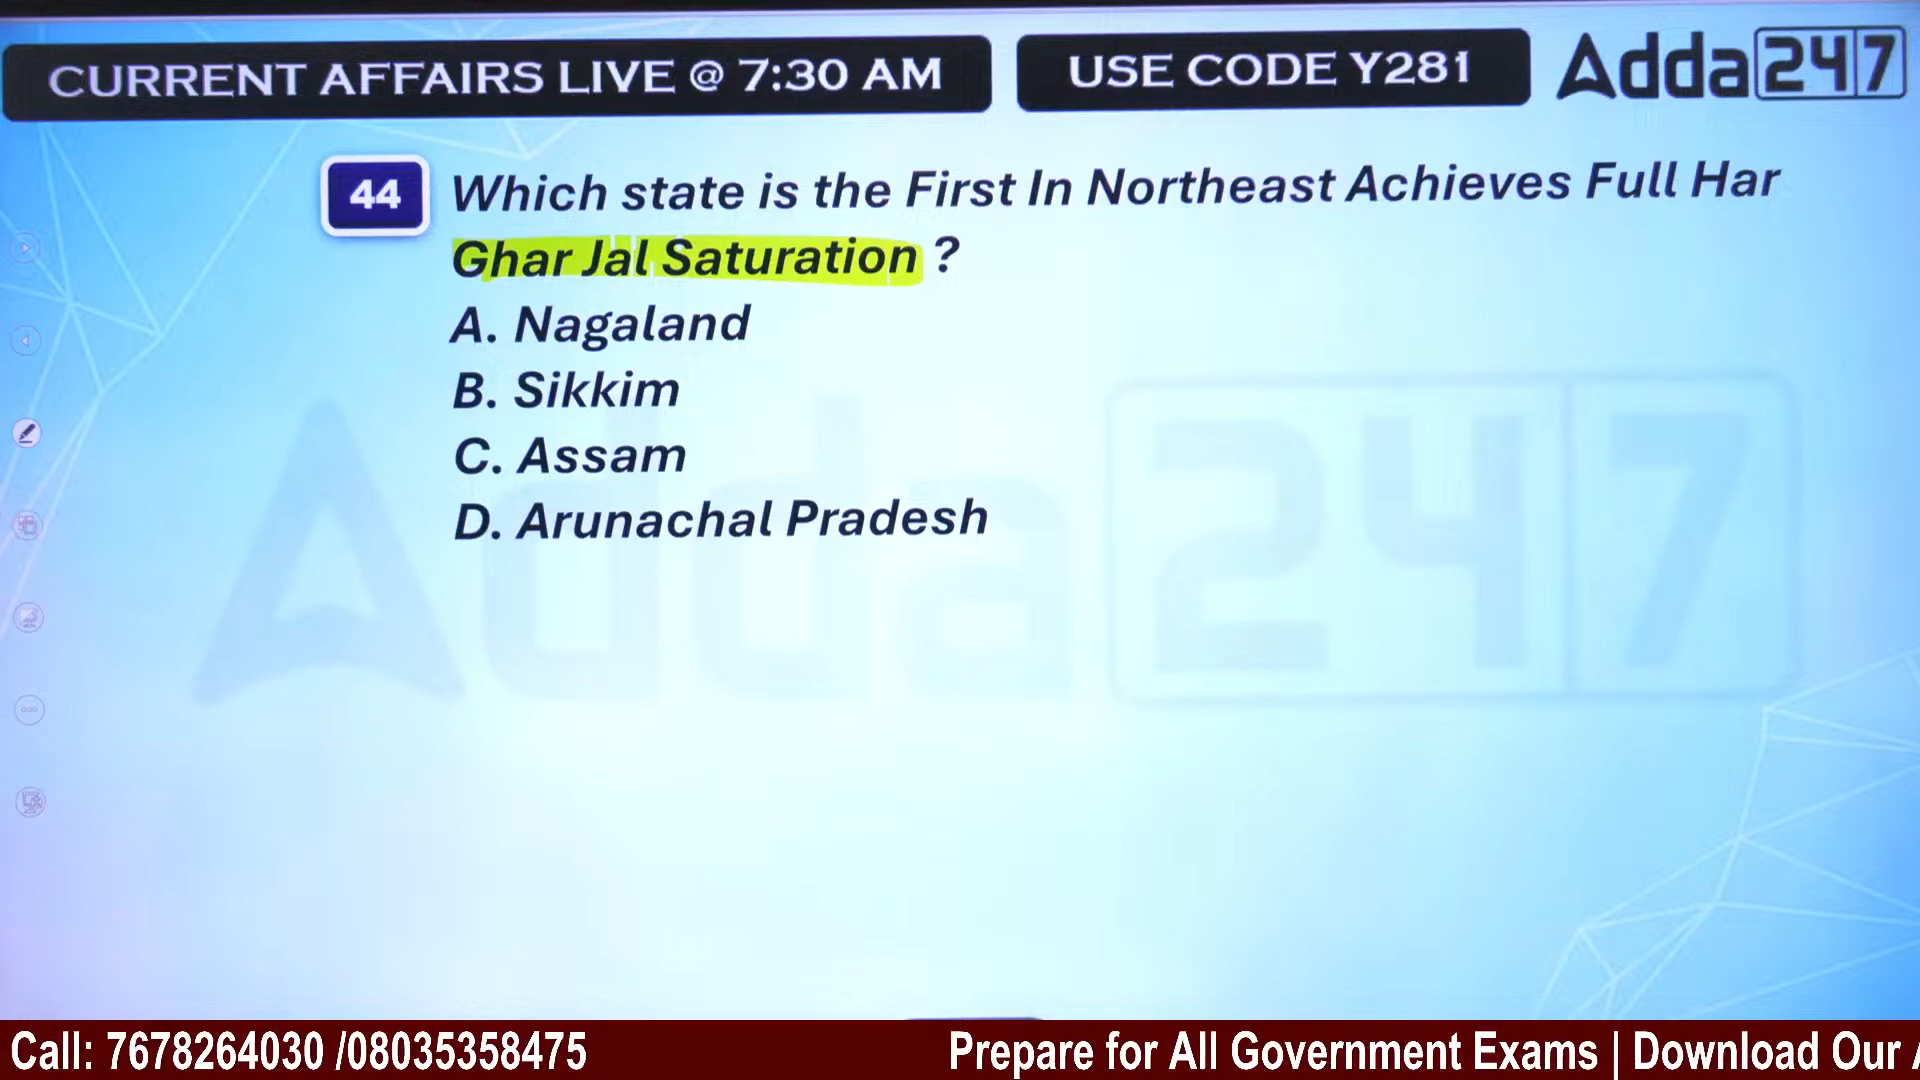 CURRENT AFFAIRS LIVE @ 7:30 AM
USE CODE Y281
Adda247
44 Which state is the First In Northeast Achieves Full Har
Ghar Jal Saturation ?
A. Nagaland
B. Sikkim
C. Assam
D. Arunachal Pradesh
Adda247
Call: 7678264030 /08035358475
Prepare for All Government Exams | Download Our